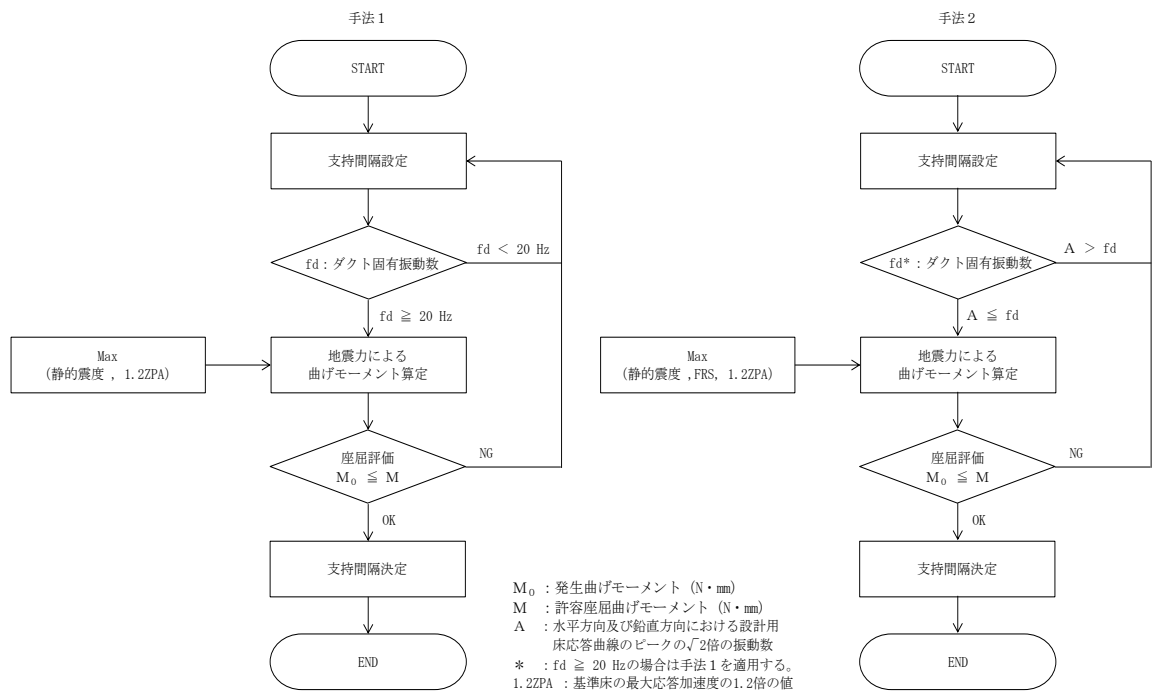 手法1
START
支持間隔設定
fd:ダクト固有振動数
fd < 20 Hz
fd ≧ 20 Hz
Max
(静的震度 , 1.2ZPA)
地震力による
曲げモーメント算定
座屈評価
M₀ ≦ M
NG
OK
支持間隔決定
END
手法2
START
支持間隔設定
fd*:ダクト固有振動数
A > fd
A ≦ fd
Max
(静的震度 ,FRS, 1.2ZPA)
地震力による
曲げモーメント算定
座屈評価
M₀ ≦ M
NG
OK
支持間隔決定
END
M₀ :発生曲げモーメント (N・mm)
M :許容座屈曲げモーメント (N・mm)
A :水平方向及び鉛直方向における設計用
床応答曲線のピークの√2倍の振動数
* :fd ≧ 20 Hzの場合は手法1を適用する。
1.2ZPA :基準床の最大応答加速度の1.2倍の値